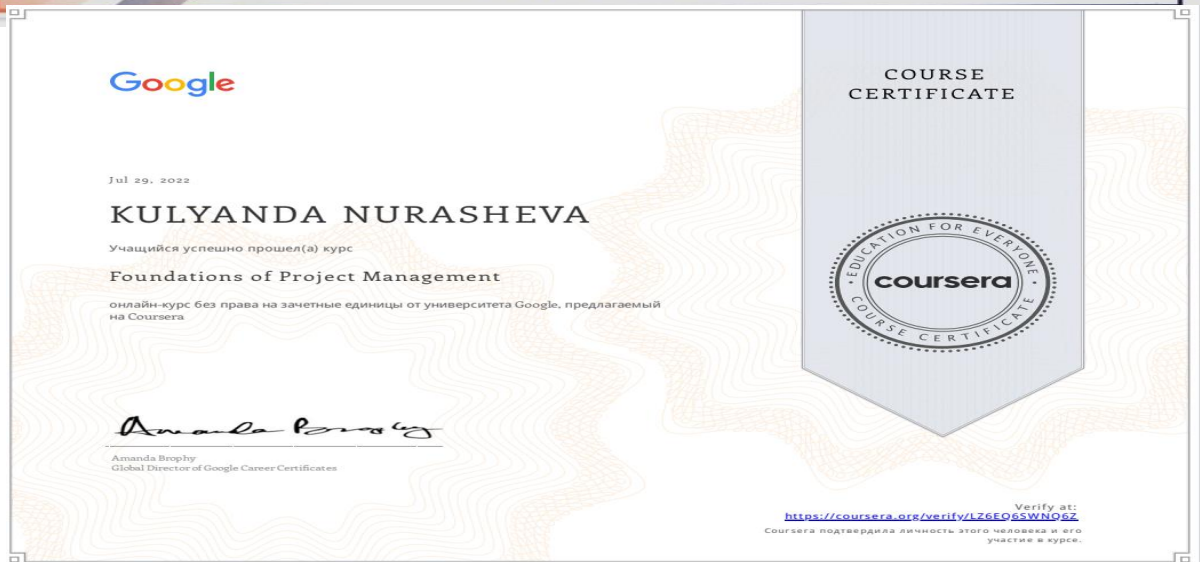 Google
COURSE
CERTIFICATE
Jul 29, 2022
KULYANDA NURASHEVA
Учащийся успешно прошел(а) курс
Foundations of Project Management
онлайн-курс без права на зачетные единицы от университета Google, предлагаемый
на Coursera
EDUCATION FOR EVERYONE
coursera
COURSE CERTIFICATE
Amanda Brophy
Amanda Brophy
Global Director of Google Career Certificates
Verify at:
https://coursera.org/verify/LZ6EQ6SWNQ6Z
Coursera подтвердила личность этого человека и его
участие в курсе.